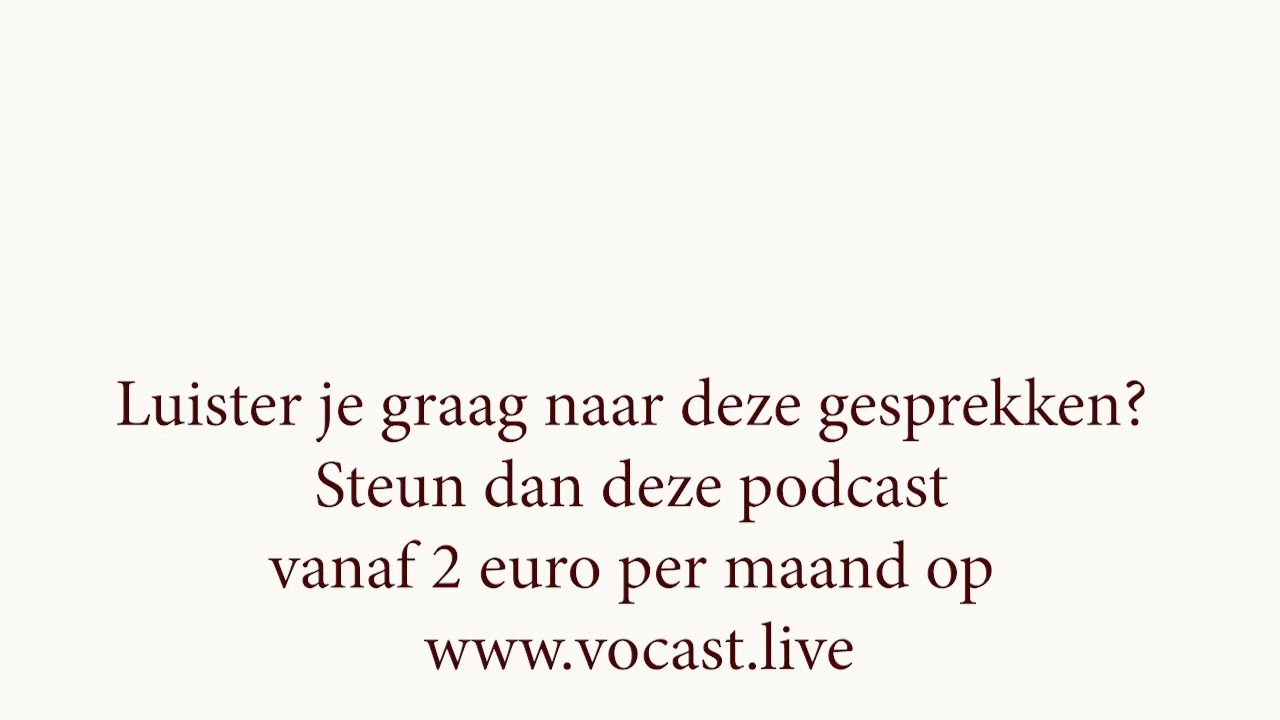 Luister je graag naar deze gesprekken?
Steun dan deze podcast
vanaf 2 euro per maand op
www.vocast.live